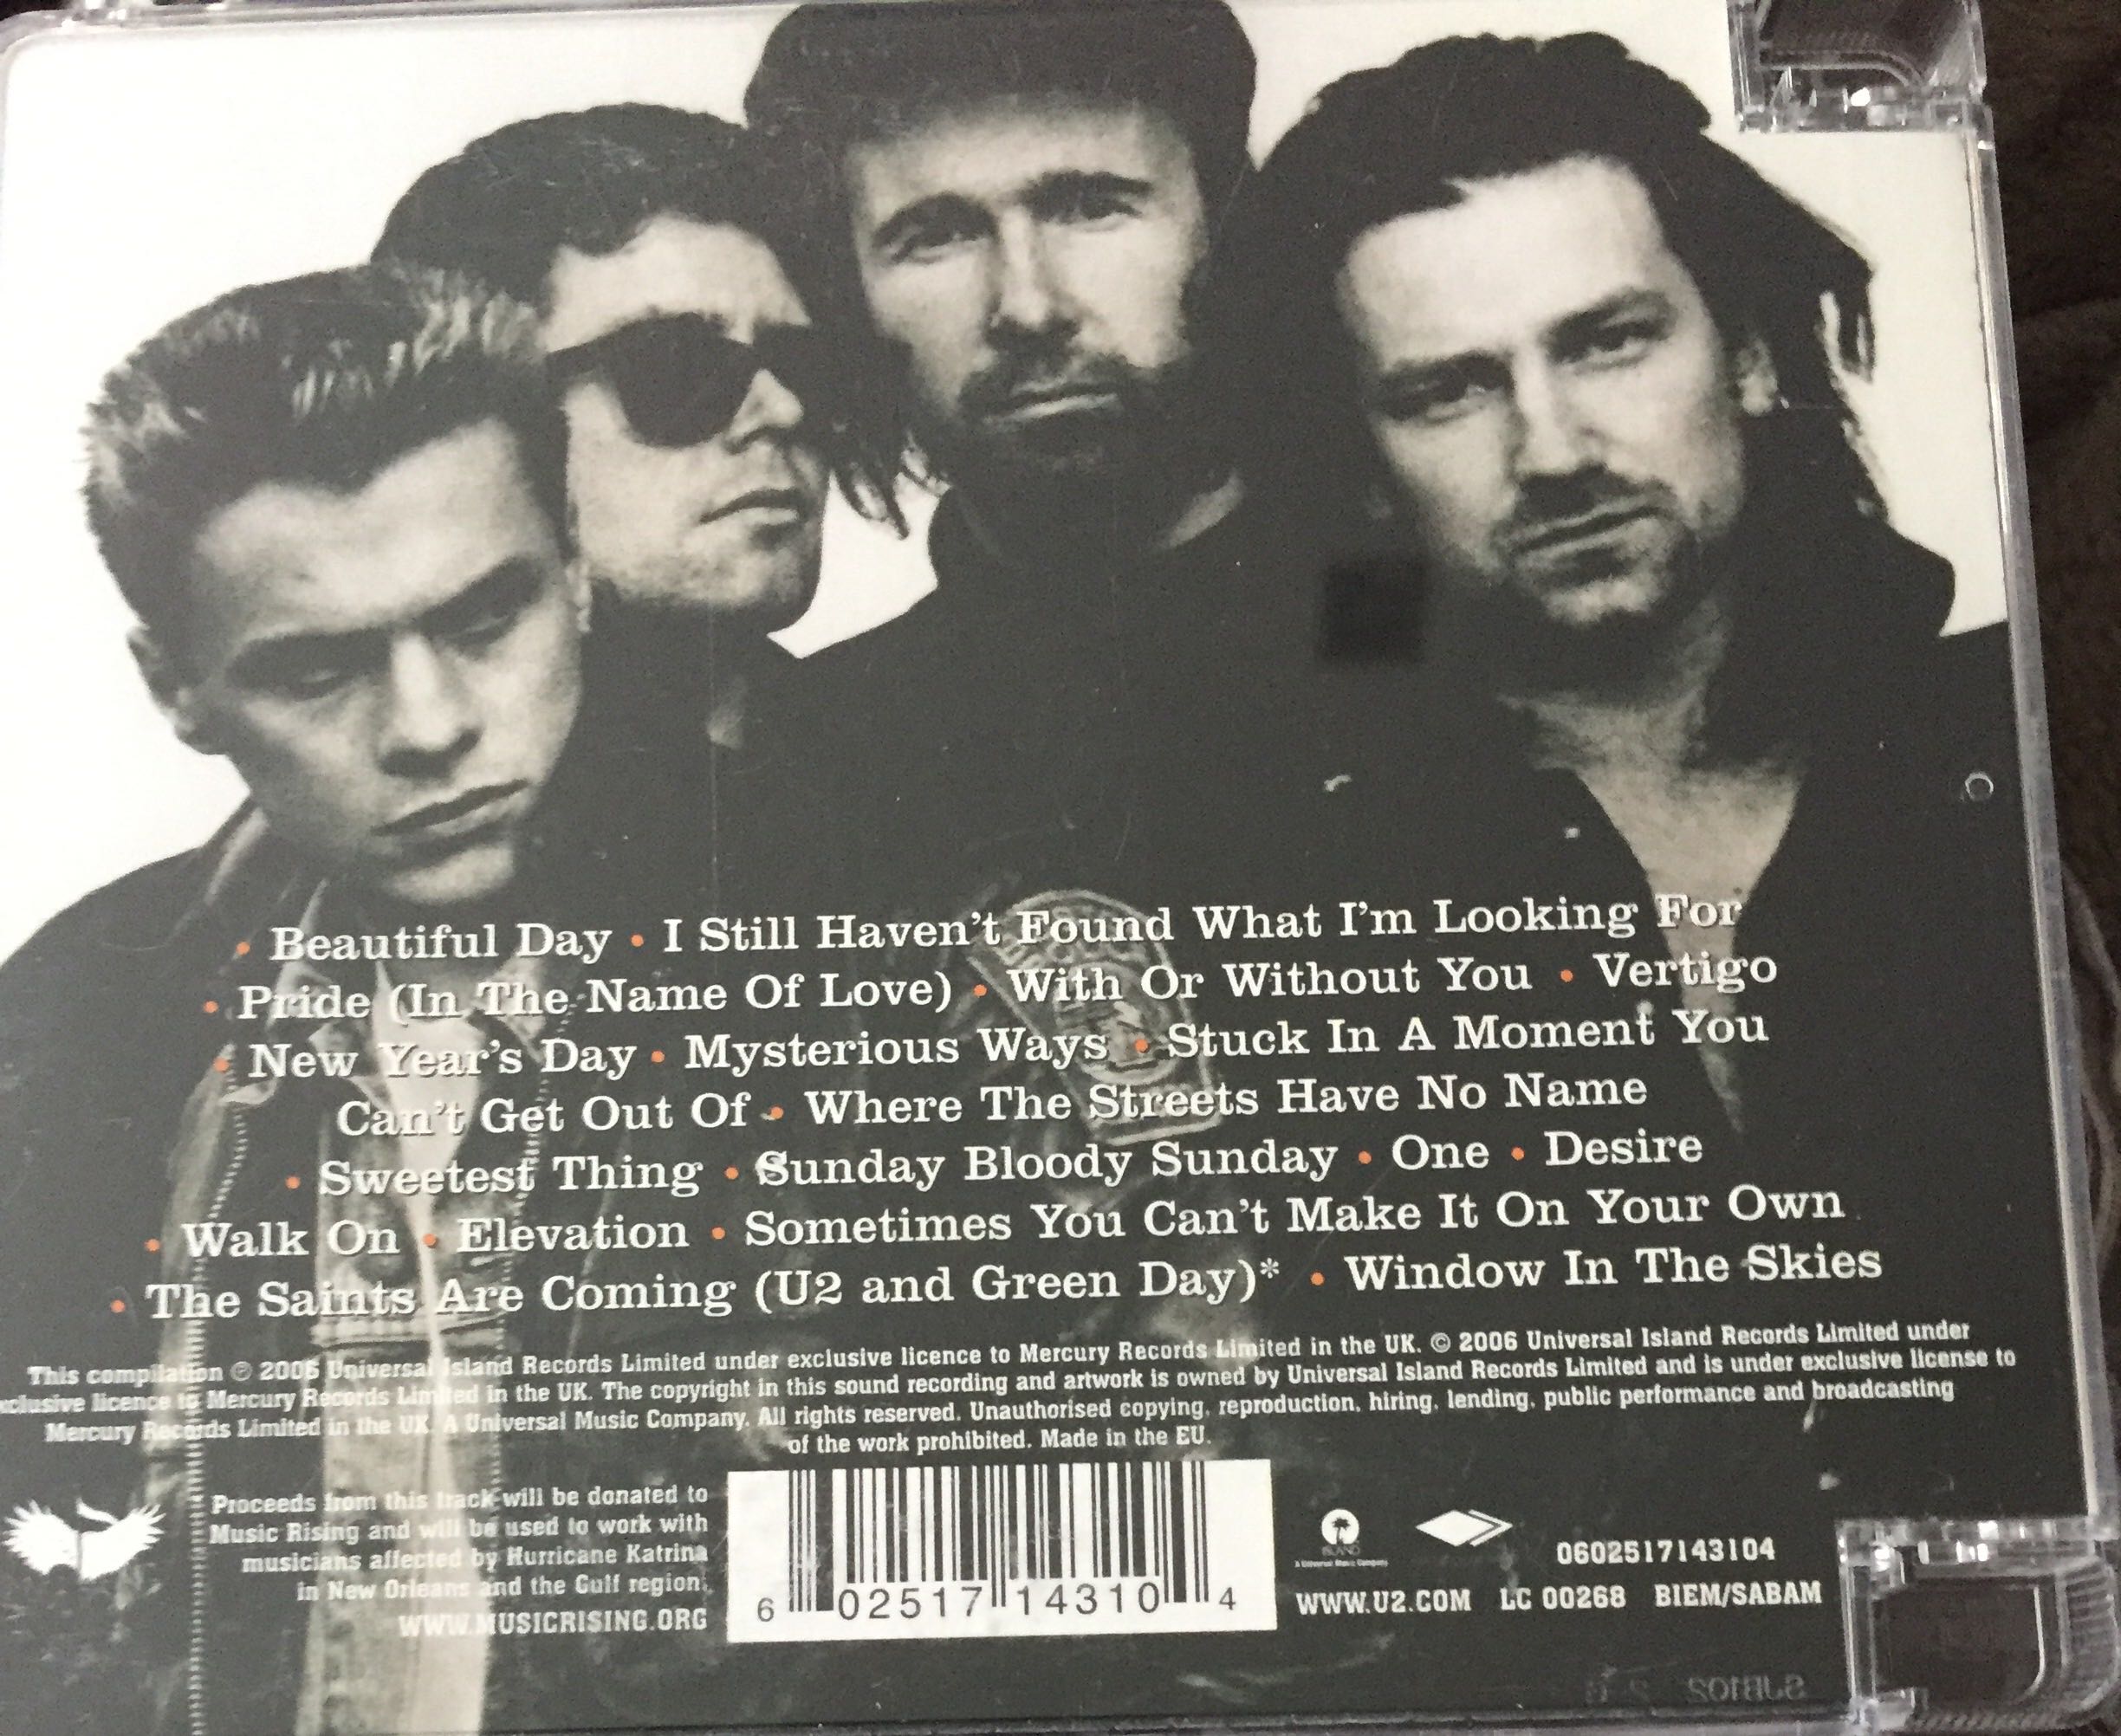 • Beautiful Day • I Still Haven't Found What I'm Looking For
• Pride (In The Name Of Love) • With Or Without You • Vertigo
• New Year's Day • Mysterious Ways • Stuck In A Moment You
Can't Get Out Of • Where The Streets Have No Name
• Sweetest Thing • Sunday Bloody Sunday • One • Desire
• Walk On • Elevation • Sometimes You Can't Make It On Your Own
• The Saints Are Coming (U2 and Green Day)* • Window In The Skies
This compilation ℗ 2006 Universal Island Records Limited under exclusive licence to Mercury Records Limited in the UK. © 2006 Universal Island Records Limited under
xclusive licence to Mercury Records Limited in the UK. The copyright in this sound recording and artwork is owned by Universal Island Records Limited and is under exclusive license to
Mercury Records Limited in the UK A Universal Music Company. All rights reserved. Unauthorised copying, reproduction, hiring, lending, public performance and broadcasting
of the work prohibited. Made in the EU.
Proceeds from this track will be donated to
Music Rising and will be used to work with
musicians affected by Hurricane Katrina
in New Orleans and the Gulf region.
WWW.MUSICRISING.ORG
6 02517 14310 4
ISLAND
A Universal Music Company
0602517143104
WWW.U2.COM LC 00268 BIEM/SABAM